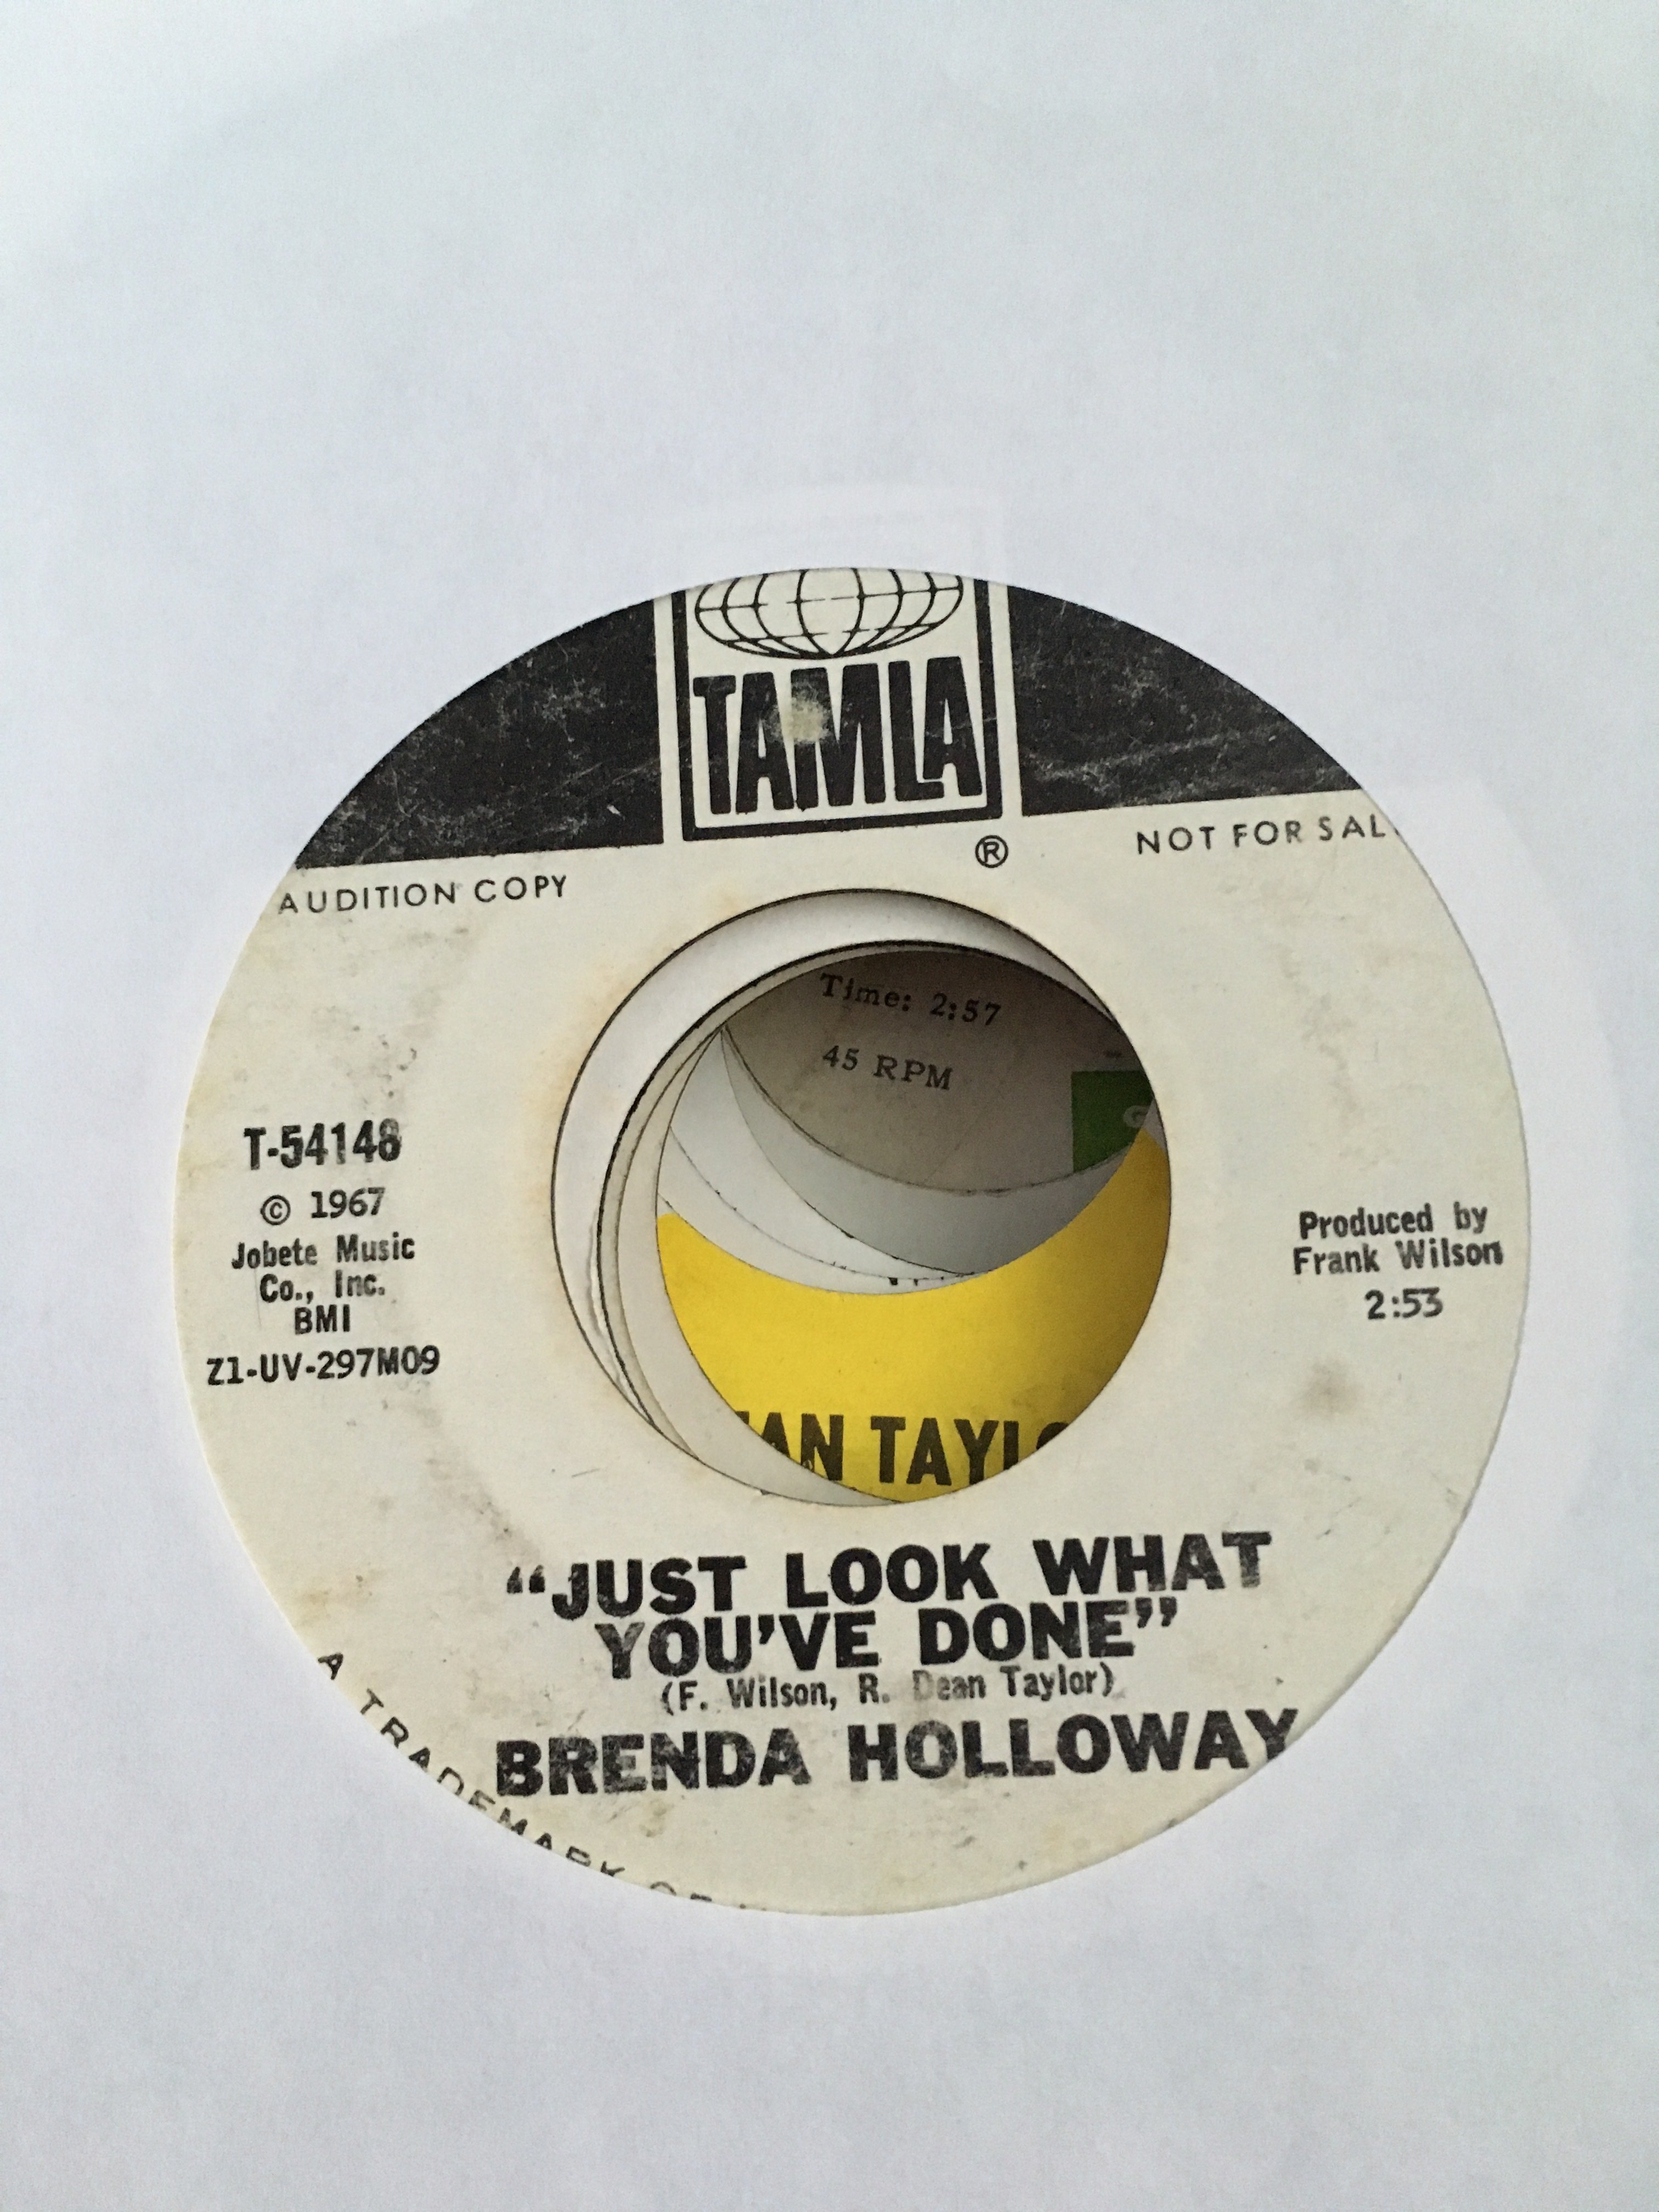 TAMLA
®
AUDITION COPY
NOT FOR SAL
Time: 2:57
45 RPM
T-54148
© 1967
Jobete Music
Co., Inc.
BMI
Z1-UV-297M09
Produced by
Frank Wilson
2:53
AN TAYL
"JUST LOOK WHAT
YOU'VE DONE"
(F. Wilson, R. Dean Taylor)
BRENDA HOLLOWAY
A TRADEMARK OF